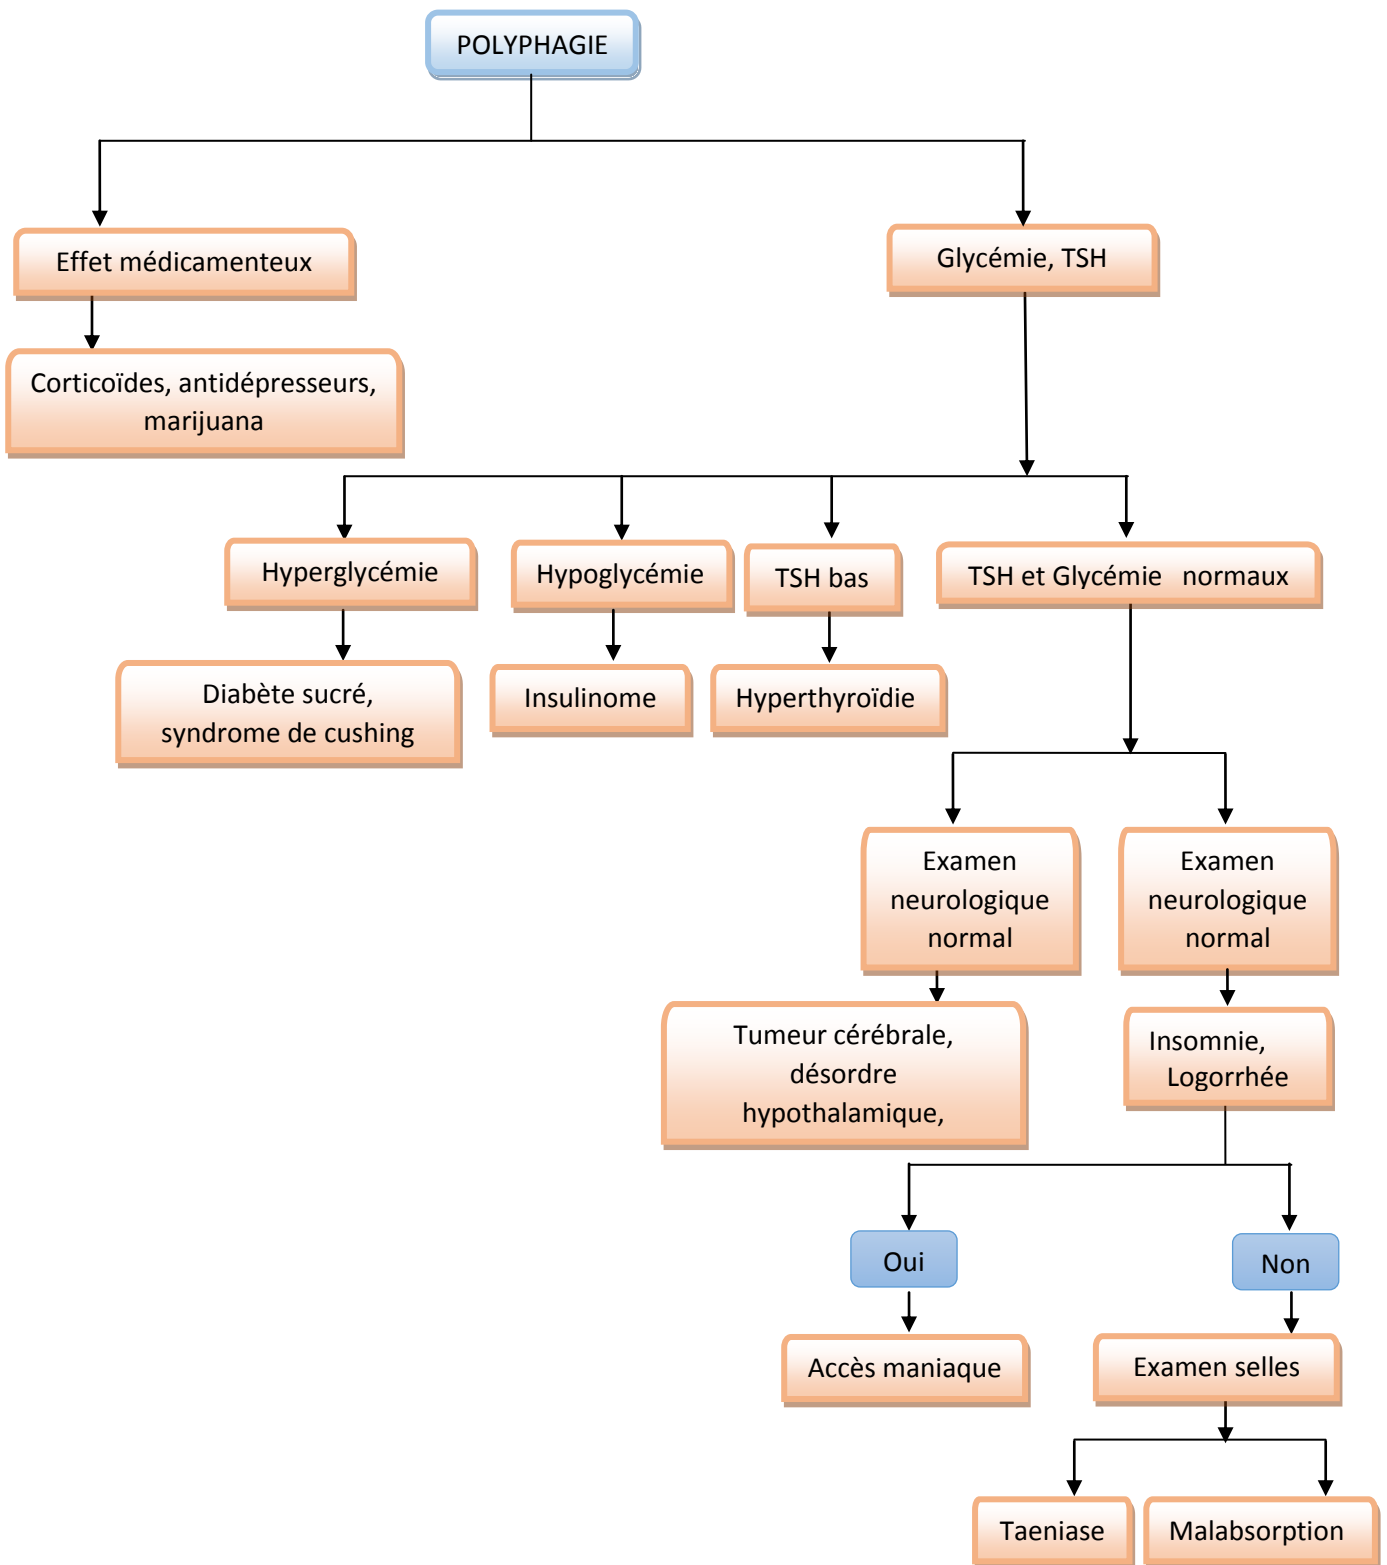 POLYPHAGIE
Effet médicamenteux
Glycémie, TSH
Corticoïdes, antidépresseurs,
marijuana
Hyperglycémie
Hypoglycémie
TSH bas
TSH et Glycémie normaux
Diabète sucré,
syndrome de cushing
Insulinome
Hyperthyroïdie
Examen
neurologique
normal
Examen
neurologique
normal
Tumeur cérébrale,
désordre
hypothalamique,
Insomnie,
Logorrhée
Oui
Non
Accès maniaque
Examen selles
Taeniase
Malabsorption